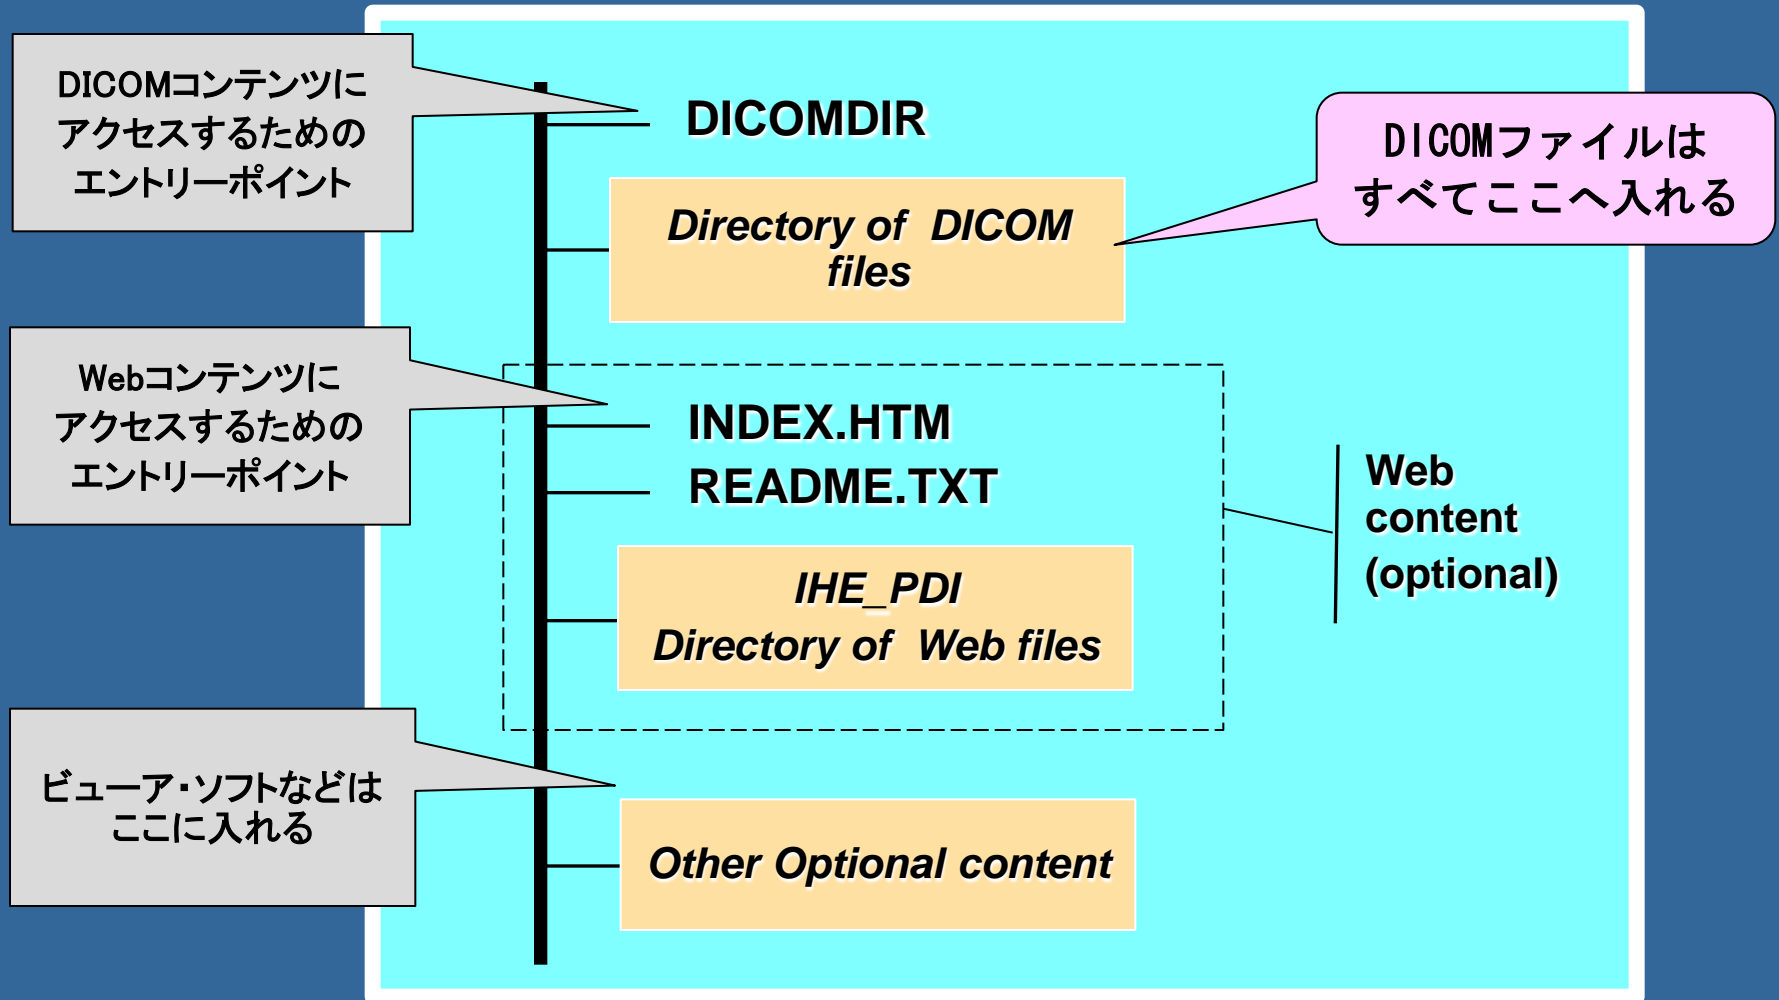 DICOMコンテンツに
アクセスするための
エントリーポイント
DICOMDIR
DICOMファイルは
すべてここへ入れる
Directory of DICOM
files
Webコンテンツに
アクセスするための
エントリーポイント
INDEX.HTM
README.TXT
Web
content
(optional)
IHE_PDI
Directory of Web files
ビューア・ソフトなどは
ここに入れる
Other Optional content